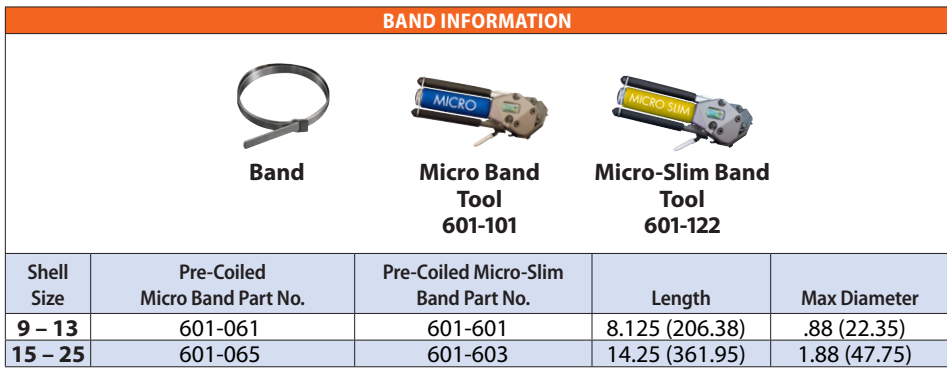 BAND INFORMATION
MICRO
MICRO SLIM
Band
Micro Band
Tool
601-101
Micro-Slim Band
Tool
601-122
Shell
Size
Pre-Coiled
Micro Band Part No.
Pre-Coiled Micro-Slim
Band Part No.
Length
Max Diameter
9 – 13 601-061 601-601 8.125 (206.38) .88 (22.35)
15 – 25 601-065 601-603 14.25 (361.95) 1.88 (47.75)